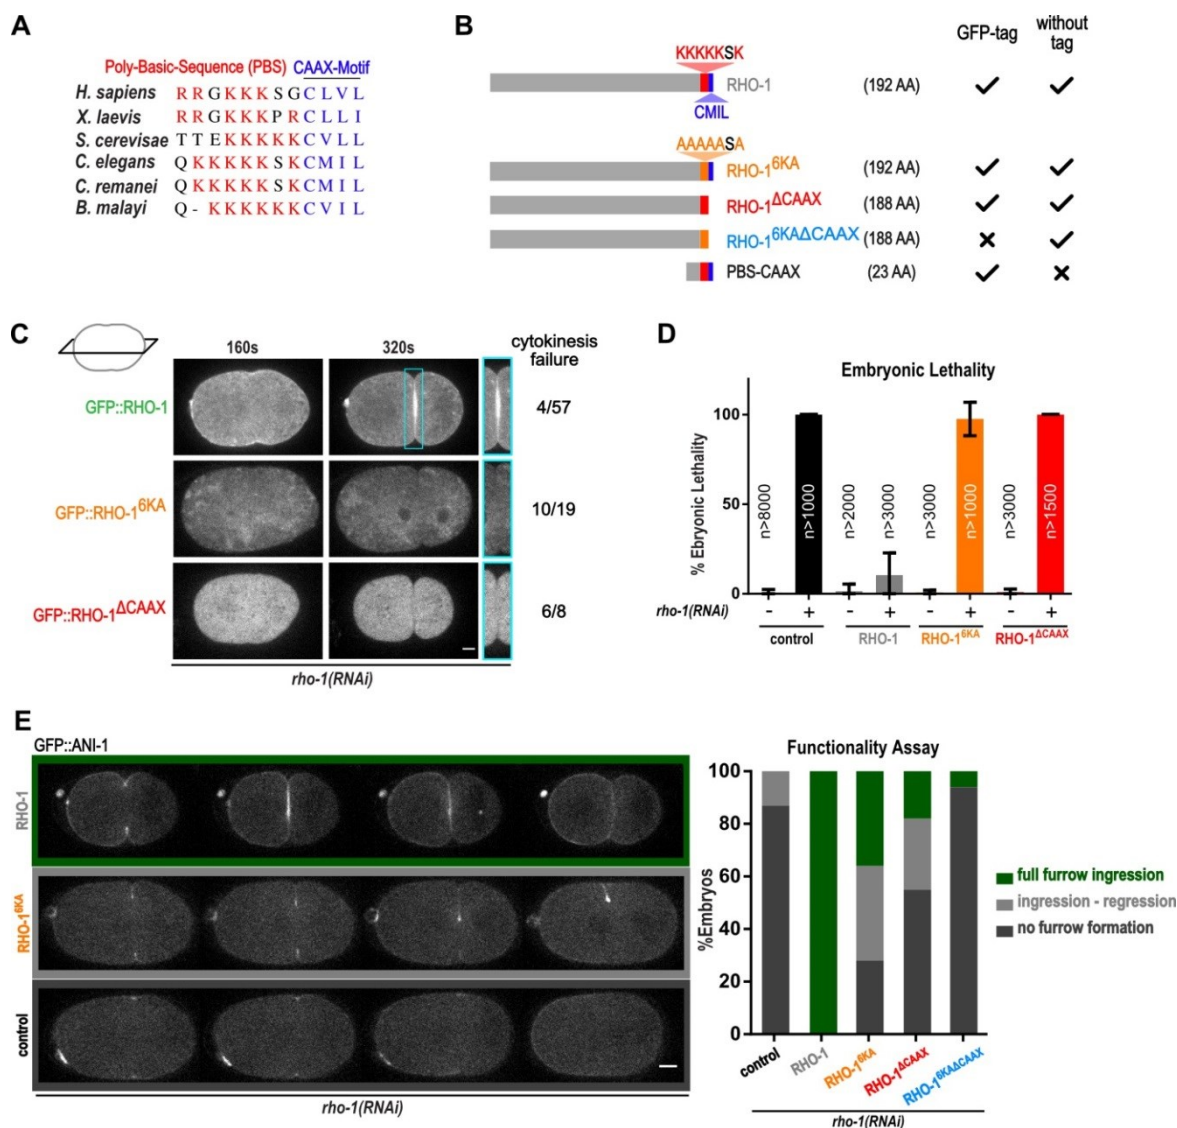 A
Poly-Basic-Sequence (PBS) CAAX-Motif
H. sapiens R R G K K K S G C L V L
X. laevis R R G K K K P R C L L I
S. cerevisae T T E K K K K K C V L L
C. elegans Q K K K K K S K C M I L
C. remanei Q K K K K K S K C M I L
B. malayi Q - K K K K K K C V I L
B
GFP-tag without tag
KKKKKSK
RHO-1 (192 AA) ✓ ✓
CMIL
AAAAASA
RHO-1 6KA (192 AA) ✓ ✓
RHO-1 ΔCAAX (188 AA) ✓ ✓
RHO-1 6KAΔCAAX (188 AA) ✗ ✓
PBS-CAAX (23 AA) ✓ ✗
C
160s 320s cytokinesis failure
GFP::RHO-1 4/57
GFP::RHO-1 6KA 10/19
GFP::RHO-1 ΔCAAX 6/8
rho-1(RNAi)
D
Embryonic Lethality
% Ebryonic Lethality
100
50
0
n>8000 n>1000 n>2000 n>3000 n>3000 n>1000 n>3000 n>1500
rho-1(RNAi) - + - + - + - +
control RHO-1 RHO-1 6KA RHO-1 ΔCAAX
E
GFP::ANI-1
RHO-1
RHO-1 6KA
control
rho-1(RNAi)
Functionality Assay
%Embryos
100
80
60
40
20
0
control RHO-1 RHO-1 6KA RHO-1 ΔCAAX RHO-1 6KAΔCAAX
rho-1(RNAi)
full furrow ingression
ingression - regression
no furrow formation